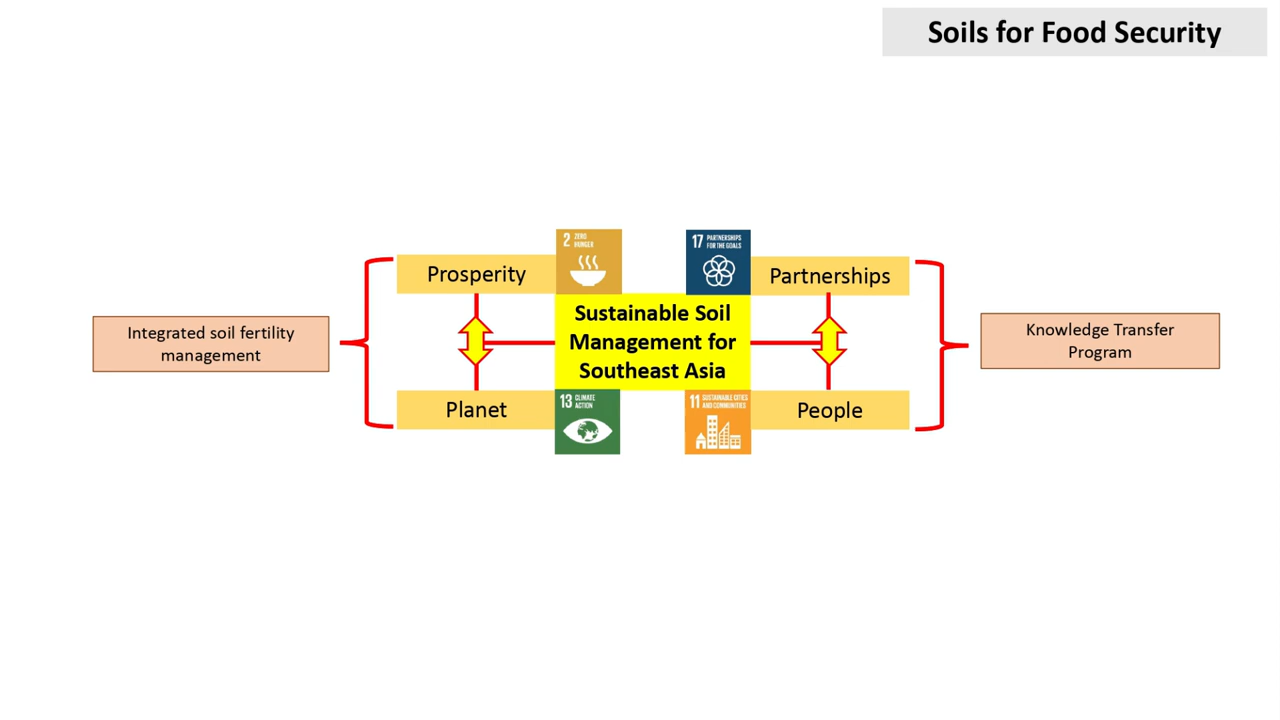 Soils for Food Security
2 ZERO
HUNGER
17 PARTNERSHIPS
FOR THE GOALS
Prosperity
Partnerships
Integrated soil fertility
management
Sustainable Soil
Management for
Southeast Asia
Knowledge Transfer
Program
Planet
13 CLIMATE
ACTION
11 SUSTAINABLE CITIES
AND COMMUNITIES
People